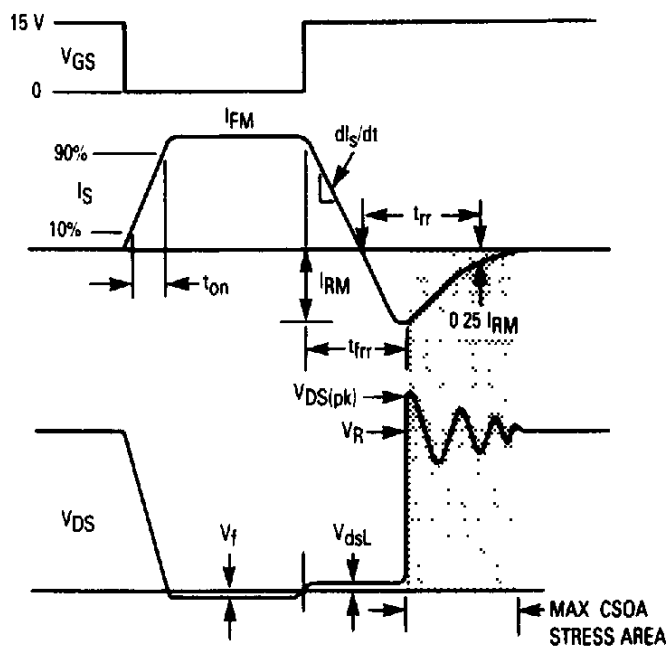 15 V
VGS
0
IFM
dIs/dt
90%
IS
10%
trr
ton
IRM
0 25 IRM
tfrr
VDS(pk)
VR
VDS
Vf
VdsL
MAX CSOA
STRESS AREA